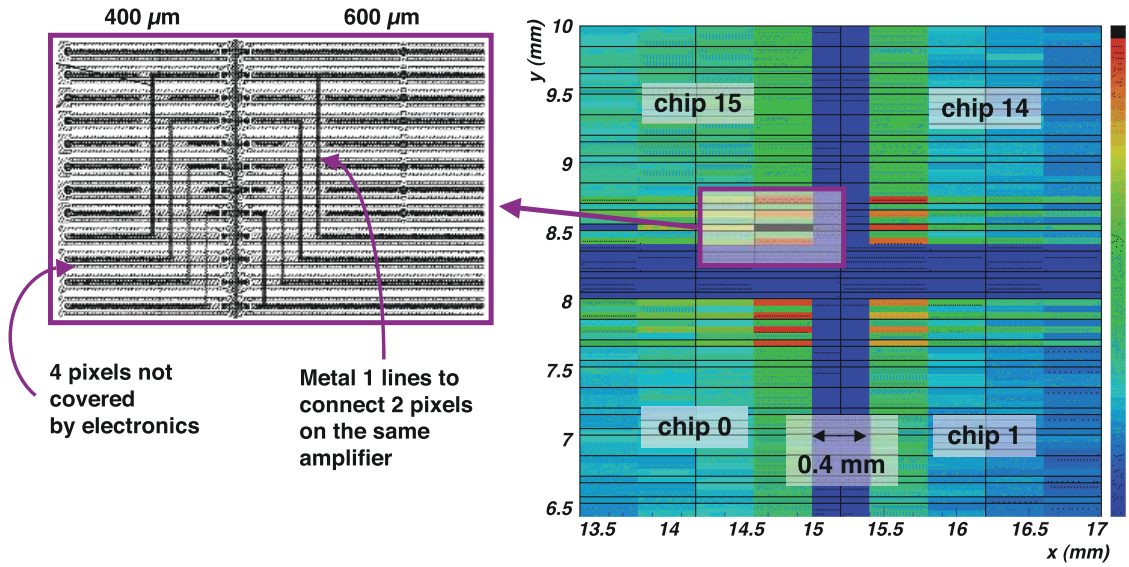 400 µm 600 µm
4 pixels not
covered
by electronics
Metal 1 lines to
connect 2 pixels
on the same
amplifier
y (mm)
10
9.5
9
8.5
8
7.5
7
6.5
chip 15
chip 14
chip 0
chip 1
0.4 mm
13.5 14 14.5 15 15.5 16 16.5 17
x (mm)